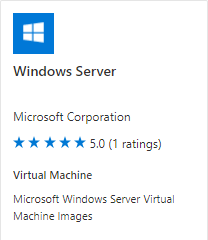 Windows Server
Microsoft Corporation
5.0 (1 ratings)
Virtual Machine
Microsoft Windows Server Virtual
Machine Images